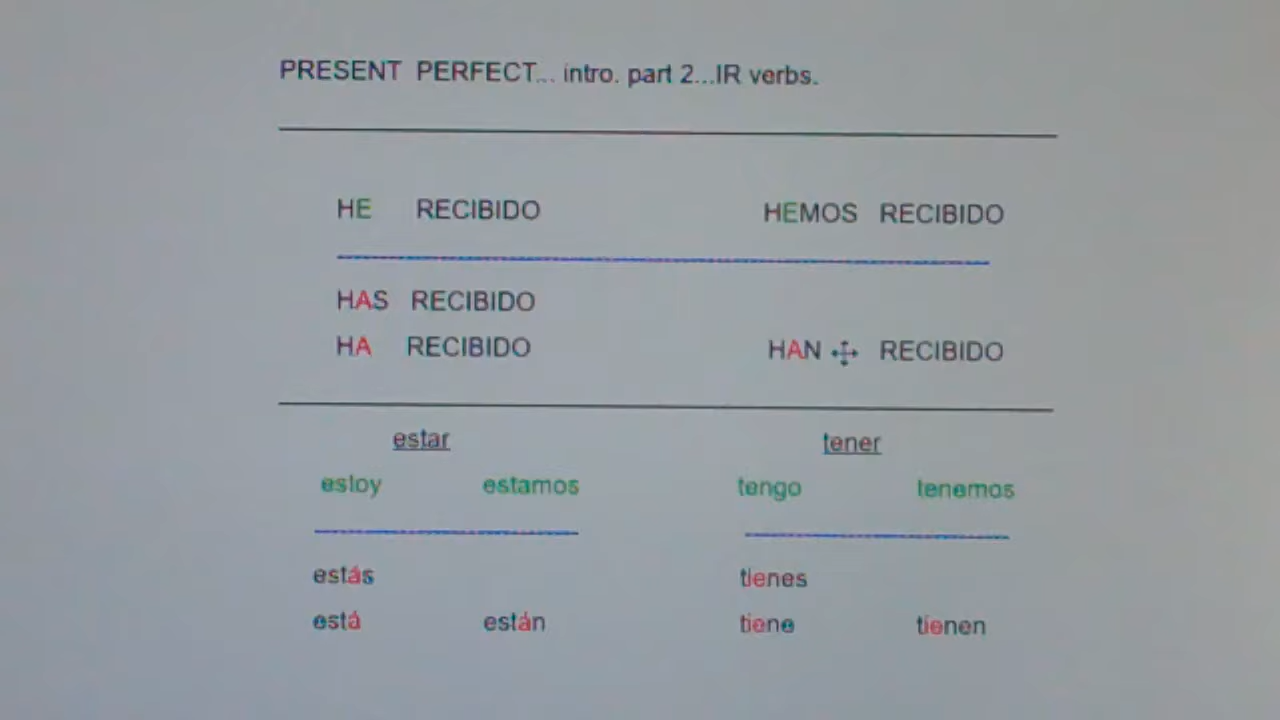 PRESENT PERFECT... intro. part 2...IR verbs.
HE RECIBIDO HEMOS RECIBIDO
HAS RECIBIDO
HA RECIBIDO HAN RECIBIDO
estar tener
estoy estamos tengo tenemos
estás tienes
está están tiene tienen